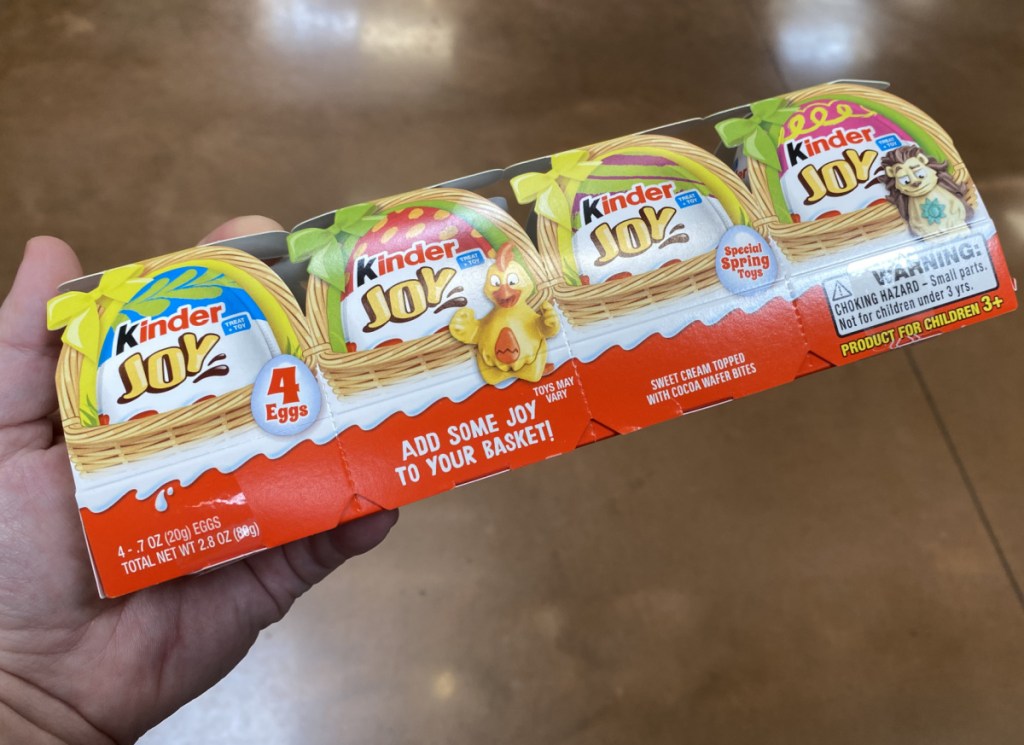 Kinder
JOY
TREAT
+ TOY
4
Eggs
4 - .7 OZ (20g) EGGS
TOTAL NET WT 2.8 OZ (80g)
Kinder
JOY
TREAT
+ TOY
TOYS MAY
VARY
ADD SOME JOY
TO YOUR BASKET!
Kinder
JOY
TREAT
+ TOY
Special
Spring
Toys
SWEET CREAM TOPPED
WITH COCOA WAFER BITES
Kinder
JOY
TREAT
+ TOY
WARNING:
CHOKING HAZARD – Small parts.
Not for children under 3 yrs.
PRODUCT FOR CHILDREN 3+